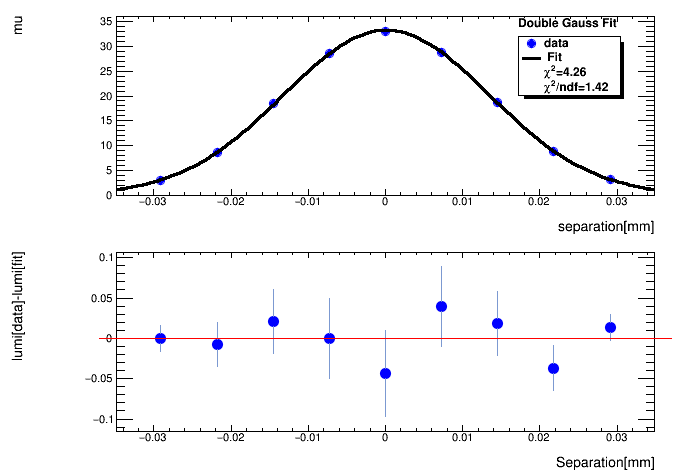 mu
Double Gauss Fit
data
Fit
χ²=4.26
χ²/ndf=1.42
35
30
25
20
15
10
5
0
−0.03 −0.02 −0.01 0 0.01 0.02 0.03
separation[mm]
lumi[data]-lumi[fit]
0.1
0.05
0
−0.05
−0.1
−0.03 −0.02 −0.01 0 0.01 0.02 0.03
Separation[mm]